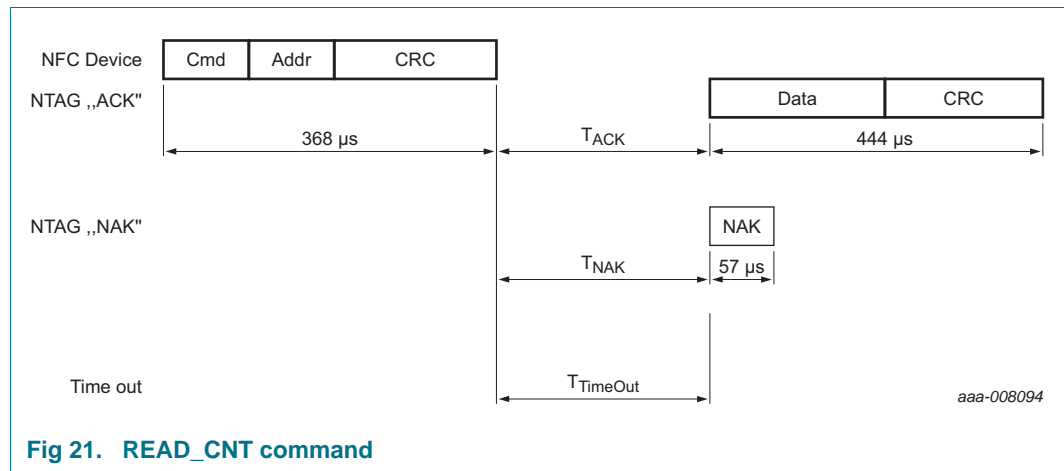 NFC Device Cmd Addr CRC
NTAG ,,ACK" Data CRC
368 µs TACK 444 µs
NTAG ,,NAK" NAK
TNAK 57 µs
Time out TTimeOut aaa-008094
Fig 21. READ_CNT command